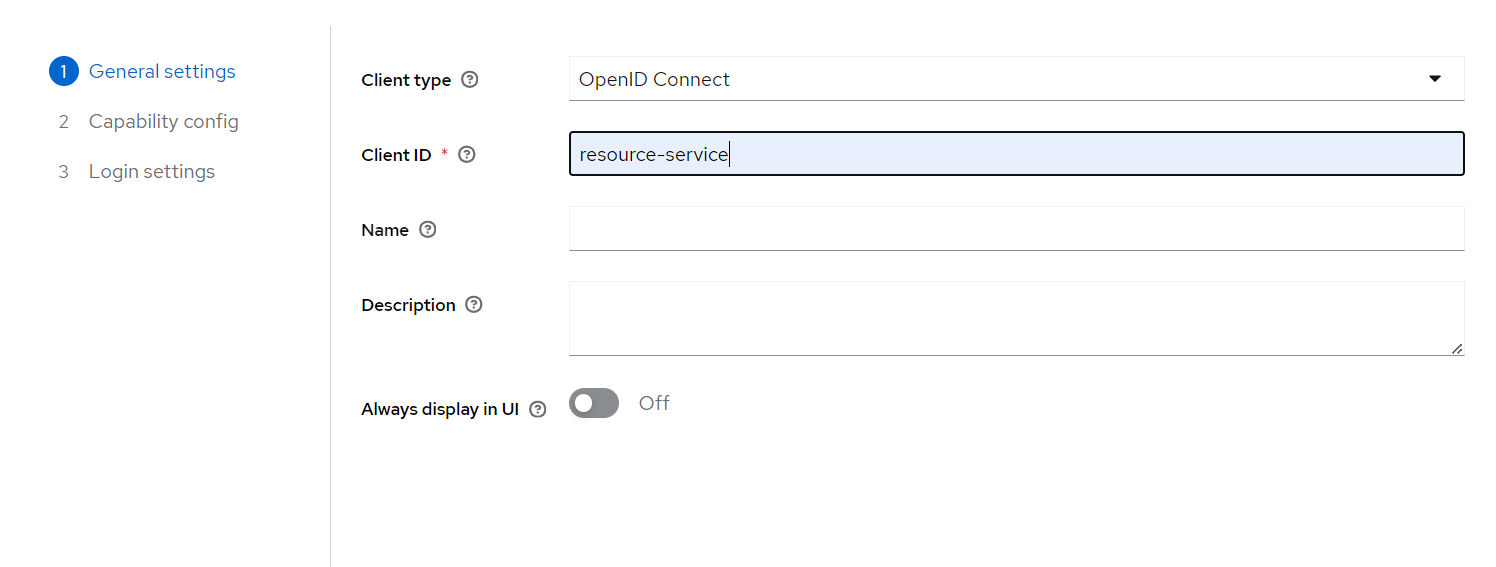 1 General settings
2 Capability config
3 Login settings
Client type
OpenID Connect
Client ID *
resource-service
Name
Description
Always display in UI
Off